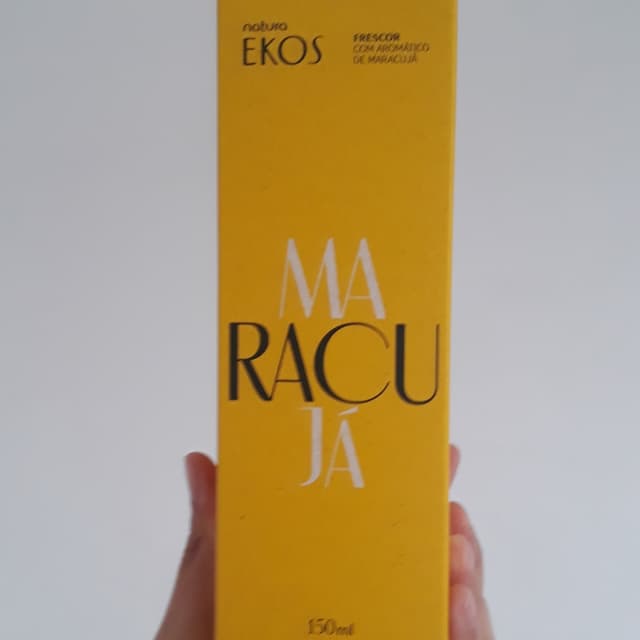 natura
EKOS
FRESCOR
COM AROMÁTICO
DE MARACUJÁ
MA
RACU
JÁ
150ml